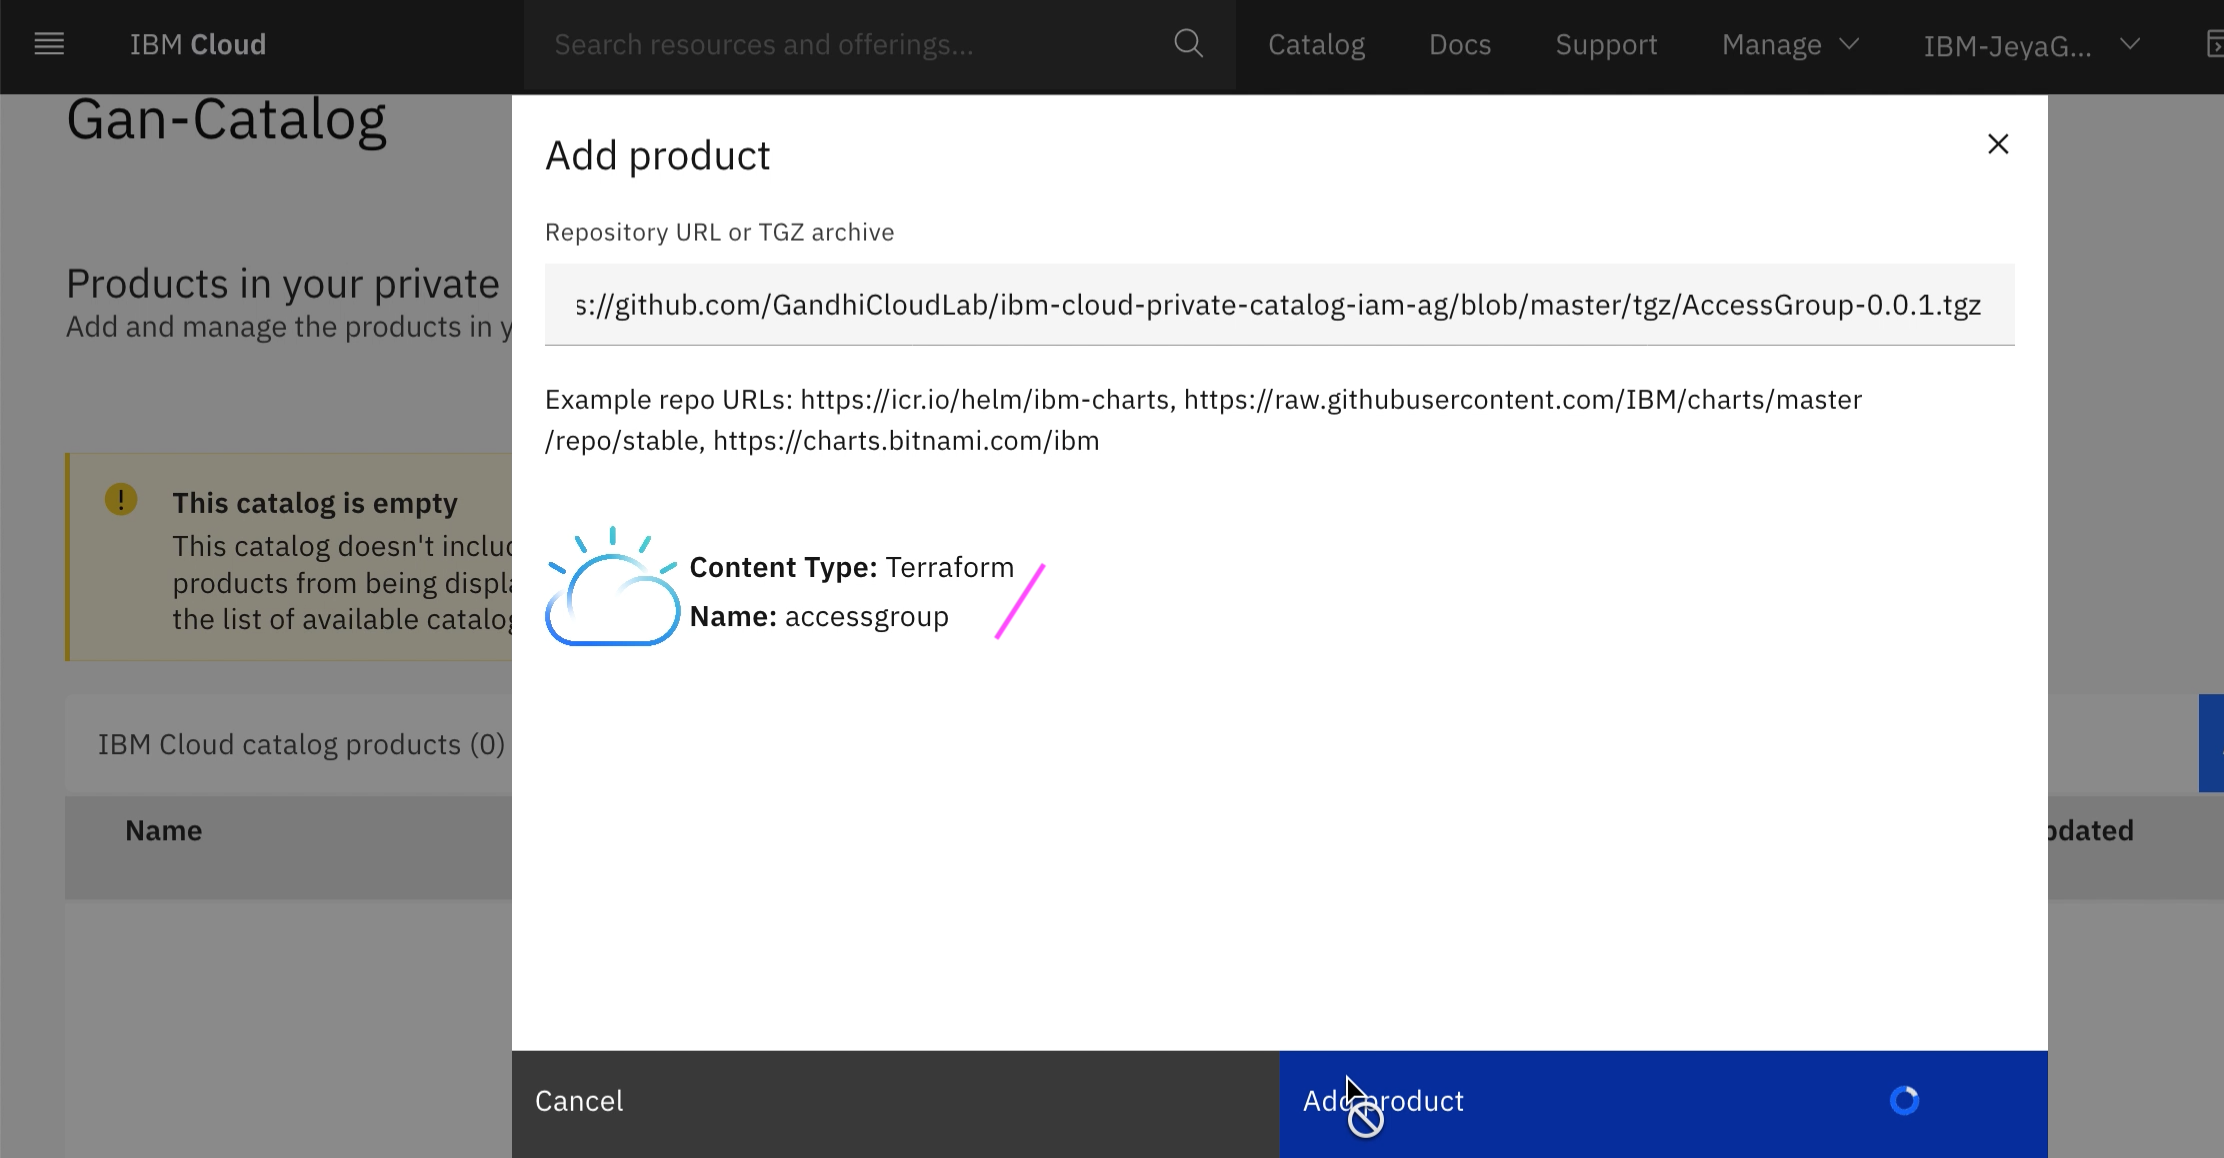 IBM Cloud
Search resources and offerings...
Catalog
Docs
Support
Manage
IBM-JeyaG...
Gan-Catalog
Products in your private
Add and manage the products in y
This catalog is empty
This catalog doesn't includ
products from being displa
the list of available catalog
IBM Cloud catalog products (0)
Name
pdated
Add product
Repository URL or TGZ archive
s://github.com/GandhiCloudLab/ibm-cloud-private-catalog-iam-ag/blob/master/tgz/AccessGroup-0.0.1.tgz
Example repo URLs: https://icr.io/helm/ibm-charts, https://raw.githubusercontent.com/IBM/charts/master
/repo/stable, https://charts.bitnami.com/ibm
Content Type: Terraform
Name: accessgroup
Cancel
Add product